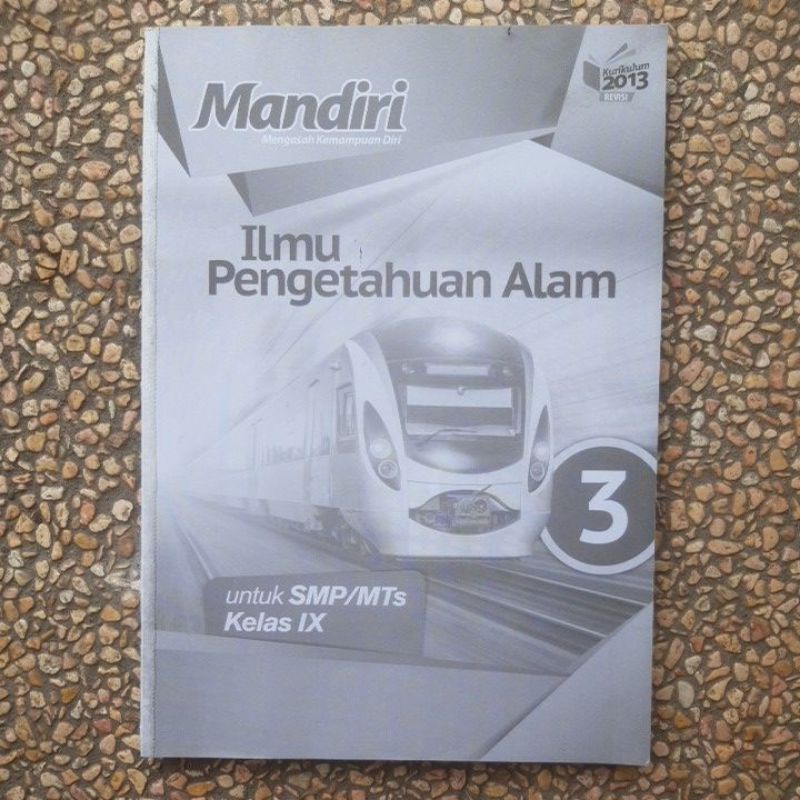 Mandiri
Mengasah Kemampuan Diri
Kurikulum
2013
REVISI
Ilmu
Pengetahuan Alam
3
untuk SMP/MTs
Kelas IX